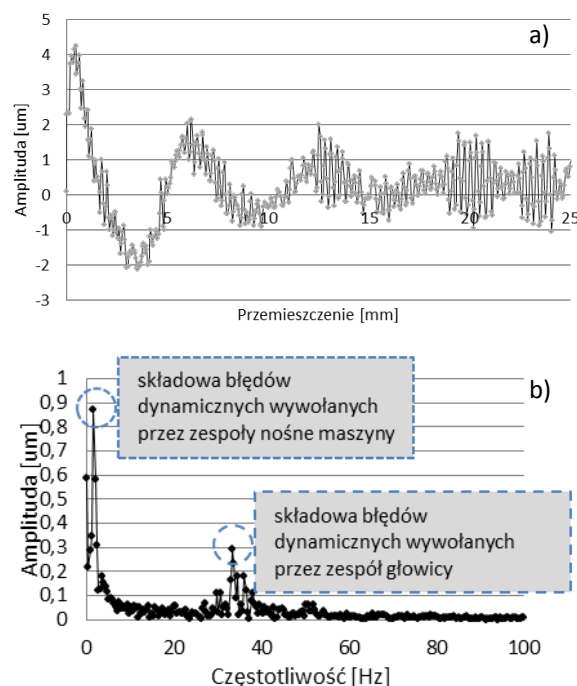 a)
5
4
3
2
1
0
-1
-2
-3
Amplituda [um]
0 5 10 15 20 25
Przemieszczenie [mm]
b)
składowa błędów
dynamicznych wywołanych
przez zespoły nośne maszyny
składowa błędów
dynamicznych wywołanych
przez zespół głowicy
1
0,9
0,8
0,7
0,6
0,5
0,4
0,3
0,2
0,1
0
Amplituda [um]
0 20 40 60 80 100
Częstotliwość [Hz]